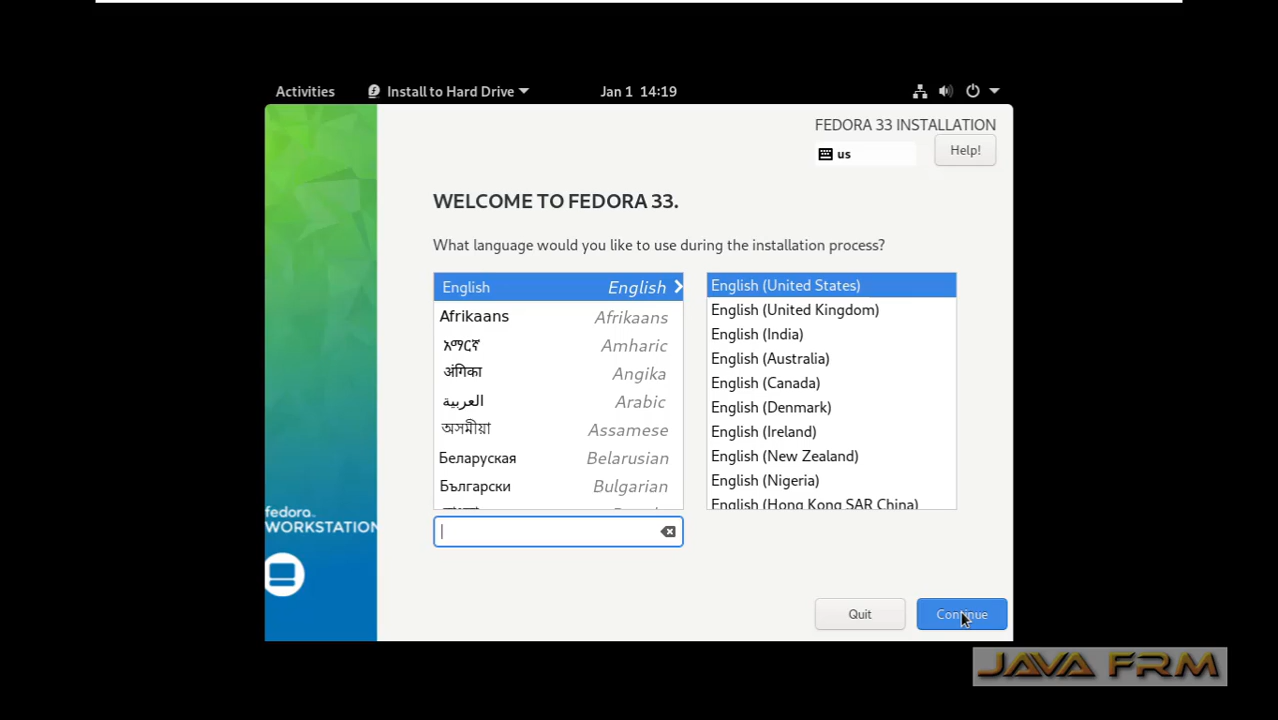 Activities Install to Hard Drive Jan 1 14:19
FEDORA 33 INSTALLATION
us Help!
WELCOME TO FEDORA 33.
What language would you like to use during the installation process?
English English English (United States)
Afrikaans Afrikaans English (United Kingdom)
አማርኛ Amharic English (India)
अंगिका Angika English (Australia)
العربية Arabic English (Canada)
অসমীয়া Assamese English (Denmark)
Беларуская Belarusian English (Ireland)
Български Bulgarian English (New Zealand)
English (Nigeria)
English (Hong Kong SAR China)
fedora
WORKSTATION
Quit Continue
JAVA FRM